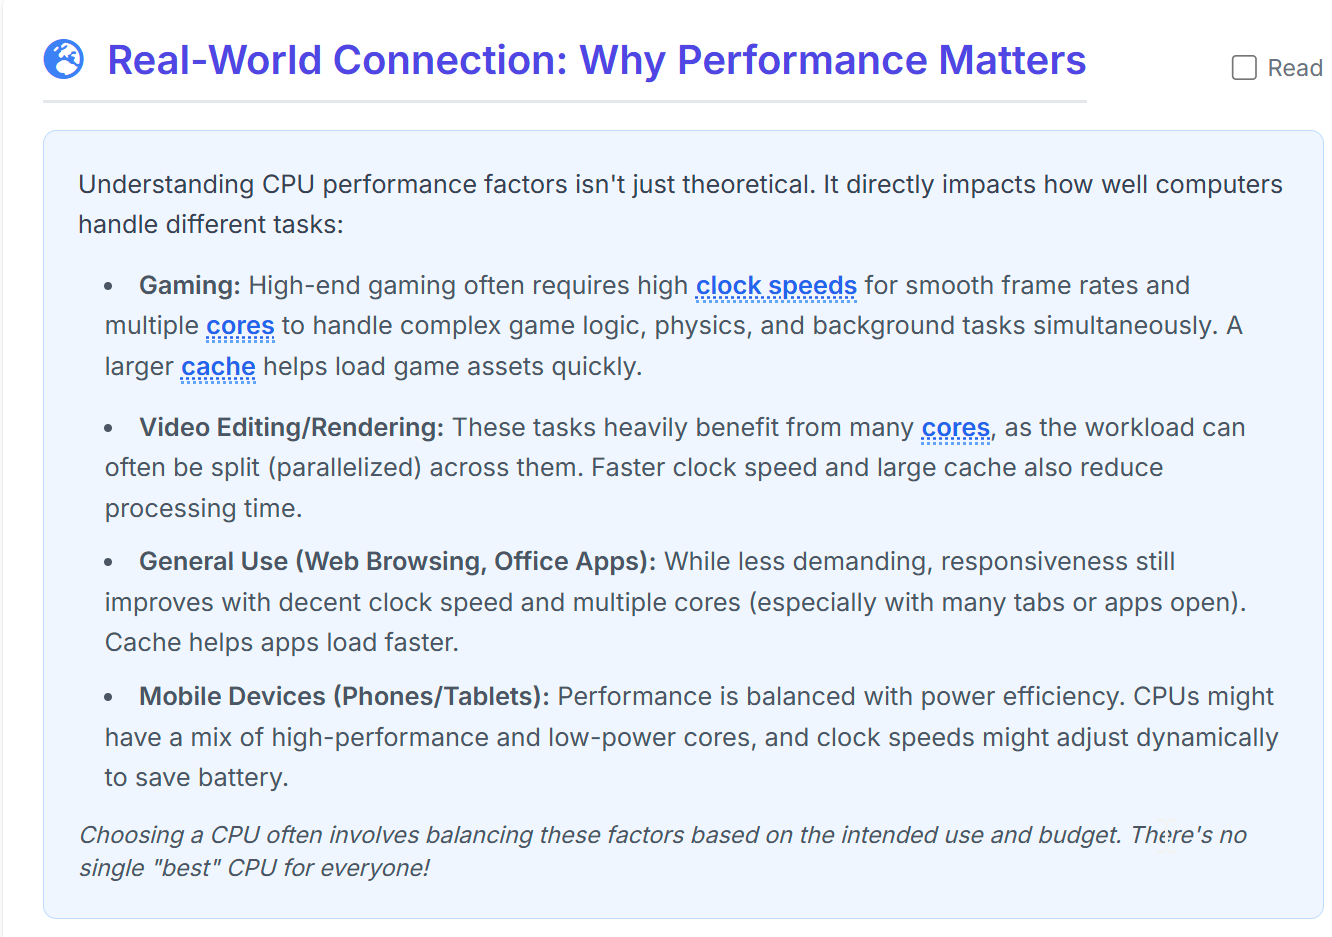 Real-World Connection: Why Performance Matters
Read
Understanding CPU performance factors isn't just theoretical. It directly impacts how well computers
handle different tasks:
• Gaming: High-end gaming often requires high clock speeds for smooth frame rates and
multiple cores to handle complex game logic, physics, and background tasks simultaneously. A
larger cache helps load game assets quickly.
• Video Editing/Rendering: These tasks heavily benefit from many cores, as the workload can
often be split (parallelized) across them. Faster clock speed and large cache also reduce
processing time.
• General Use (Web Browsing, Office Apps): While less demanding, responsiveness still
improves with decent clock speed and multiple cores (especially with many tabs or apps open).
Cache helps apps load faster.
• Mobile Devices (Phones/Tablets): Performance is balanced with power efficiency. CPUs might
have a mix of high-performance and low-power cores, and clock speeds might adjust dynamically
to save battery.
Choosing a CPU often involves balancing these factors based on the intended use and budget. There's no
single "best" CPU for everyone!